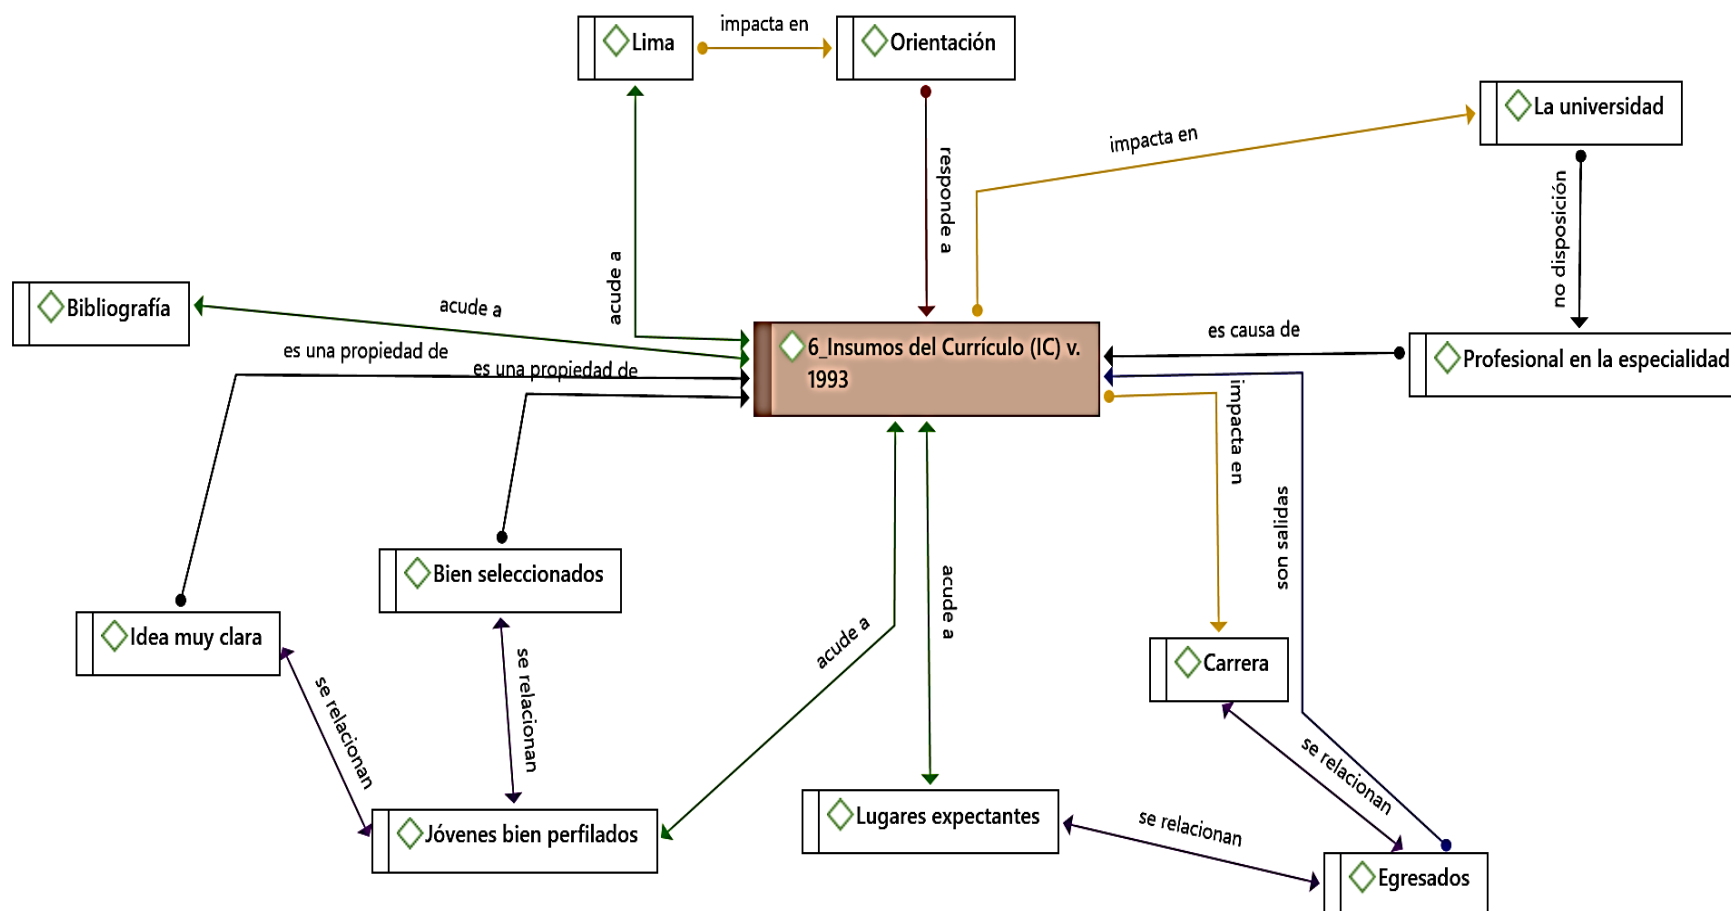 impacta en
Lima
Orientación
La universidad
impacta en
responde a
no disposición
acude a
Bibliografía
acude a
es una propiedad de
es una propiedad de
6_Insumos del Currículo (IC) v.
1993
es causa de
Profesional en la especialidad
impacta en
son salidas
Bien seleccionados
Idea muy clara
acude a
acude a
se relacionan
se relacionan
Carrera
se relacionan
Jóvenes bien perfilados
Lugares expectantes
se relacionan
Egresados